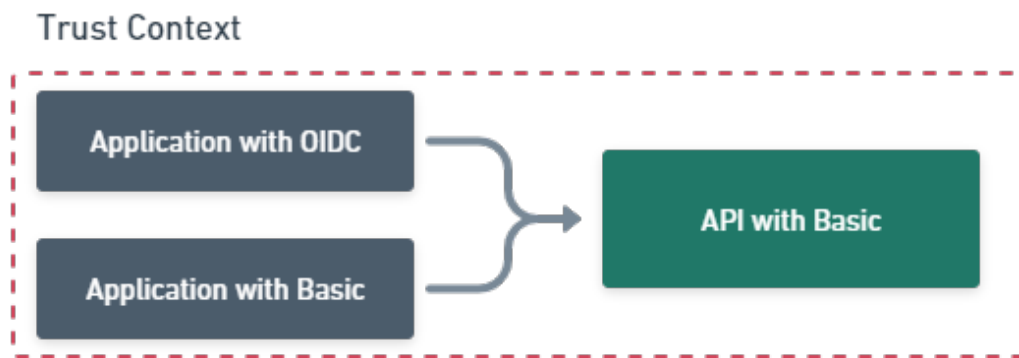 Trust Context
Application with OIDC
API with Basic
Application with Basic